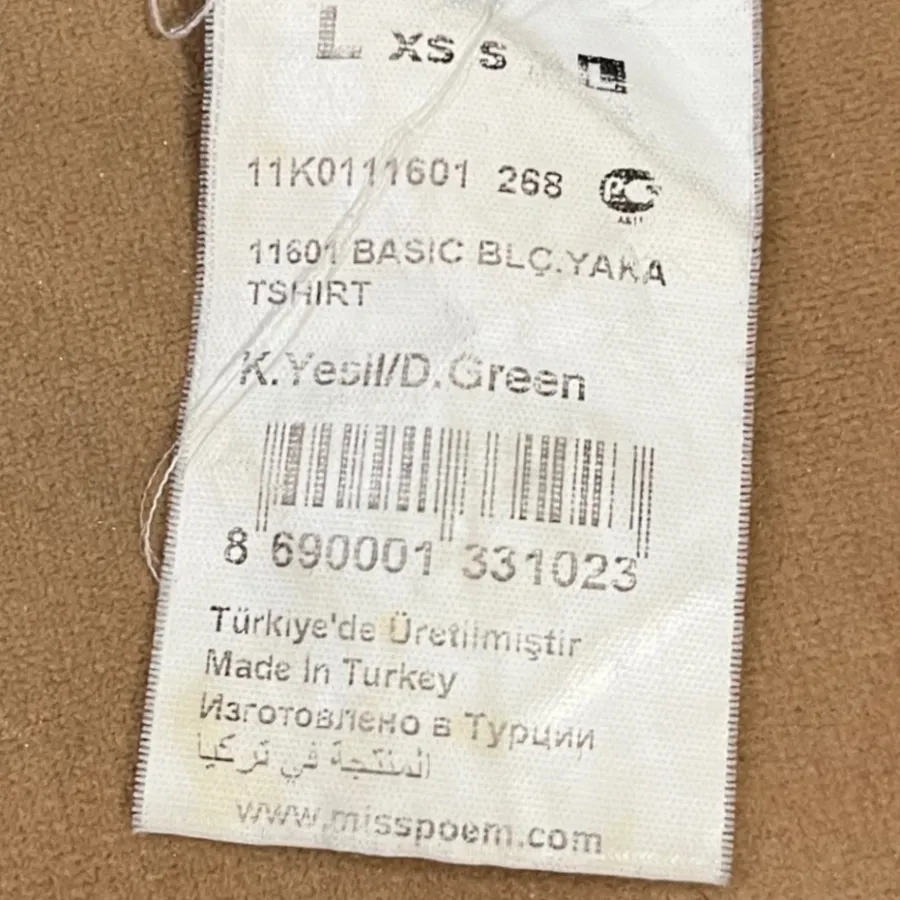 L XS S L
11K0111601 268
11601 BASIC BLÇ.YAKA
TSHIRT
K.Yesil/D.Green
8 690001 331023
Türkiye'de Üretilmiştir
Made In Turkey
Изготовлено в Турции
المنتجة في تركيا
www.misspoem.com